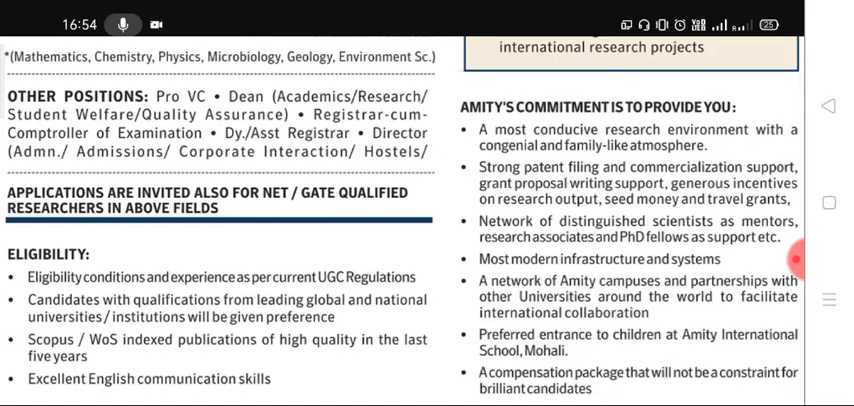 16:54
25
*(Mathematics, Chemistry, Physics, Microbiology, Geology, Environment Sc.)
OTHER POSITIONS: Pro VC • Dean (Academics/Research/
Student Welfare/Quality Assurance) • Registrar-cum-
Comptroller of Examination • Dy./Asst Registrar • Director
(Admn./ Admissions/ Corporate Interaction/ Hostels/
APPLICATIONS ARE INVITED ALSO FOR NET / GATE QUALIFIED
RESEARCHERS IN ABOVE FIELDS
ELIGIBILITY:
• Eligibility conditions and experience as per current UGC Regulations
• Candidates with qualifications from leading global and national
universities/ institutions will be given preference
• Scopus / WoS indexed publications of high quality in the last
five years
• Excellent English communication skills
international research projects
AMITY'S COMMITMENT IS TO PROVIDE YOU:
• A most conducive research environment with a
congenial and family-like atmosphere.
• Strong patent filing and commercialization support,
grant proposal writing support, generous incentives
on research output, seed money and travel grants,
• Network of distinguished scientists as mentors,
research associates and PhD fellows as support etc.
• Most modern infrastructure and systems
• A network of Amity campuses and partnerships with
other Universities around the world to facilitate
international collaboration
• Preferred entrance to children at Amity International
School, Mohali.
• A compensation package that will not be a constraint for
brilliant candidates